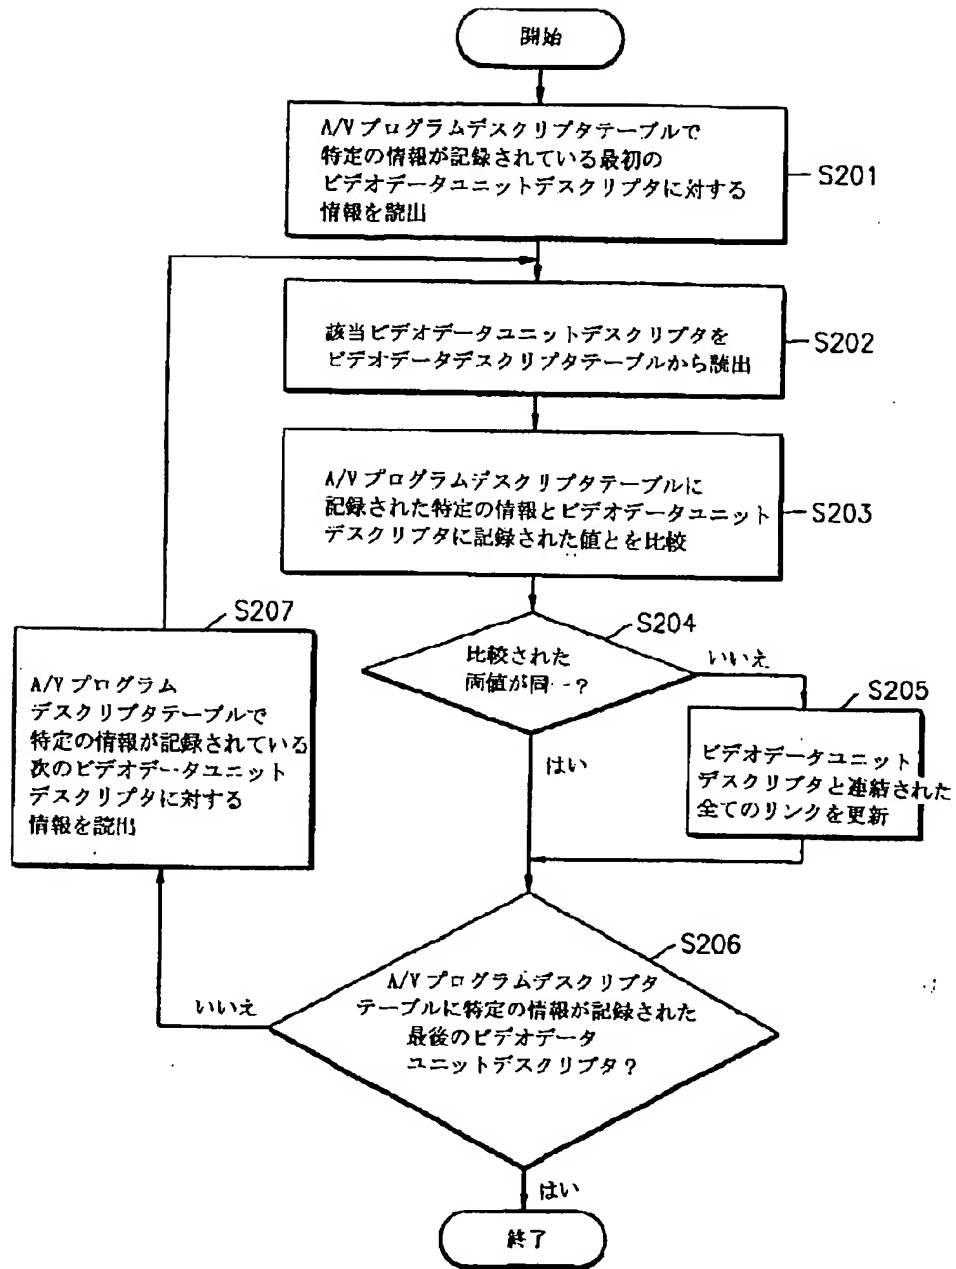 開始
A/Vプログラムデスクリプタテーブルで
特定の情報が記録されている最初の
ビデオデータユニットデスクリプタに対する
情報を読出
S201
該当ビデオデータユニットデスクリプタを
ビデオデータデスクリプタテーブルから読出
S202
A/Vプログラムデスクリプタテーブルに
記録された特定の情報とビデオデータユニット
デスクリプタに記録された値とを比較
S203
S204
比較された
両値が同一?
いいえ
はい
S205
ビデオデータユニット
デスクリプタと連結された
全てのリンクを更新
S207
A/Vプログラム
デスクリプタテーブルで
特定の情報が記録されている
次のビデオデータユニット
デスクリプタに対する
情報を読出
S206
A/Vプログラムデスクリプタ
テーブルに特定の情報が記録された
最後のビデオデータ
ユニットデスクリプタ?
いいえ
はい
終了